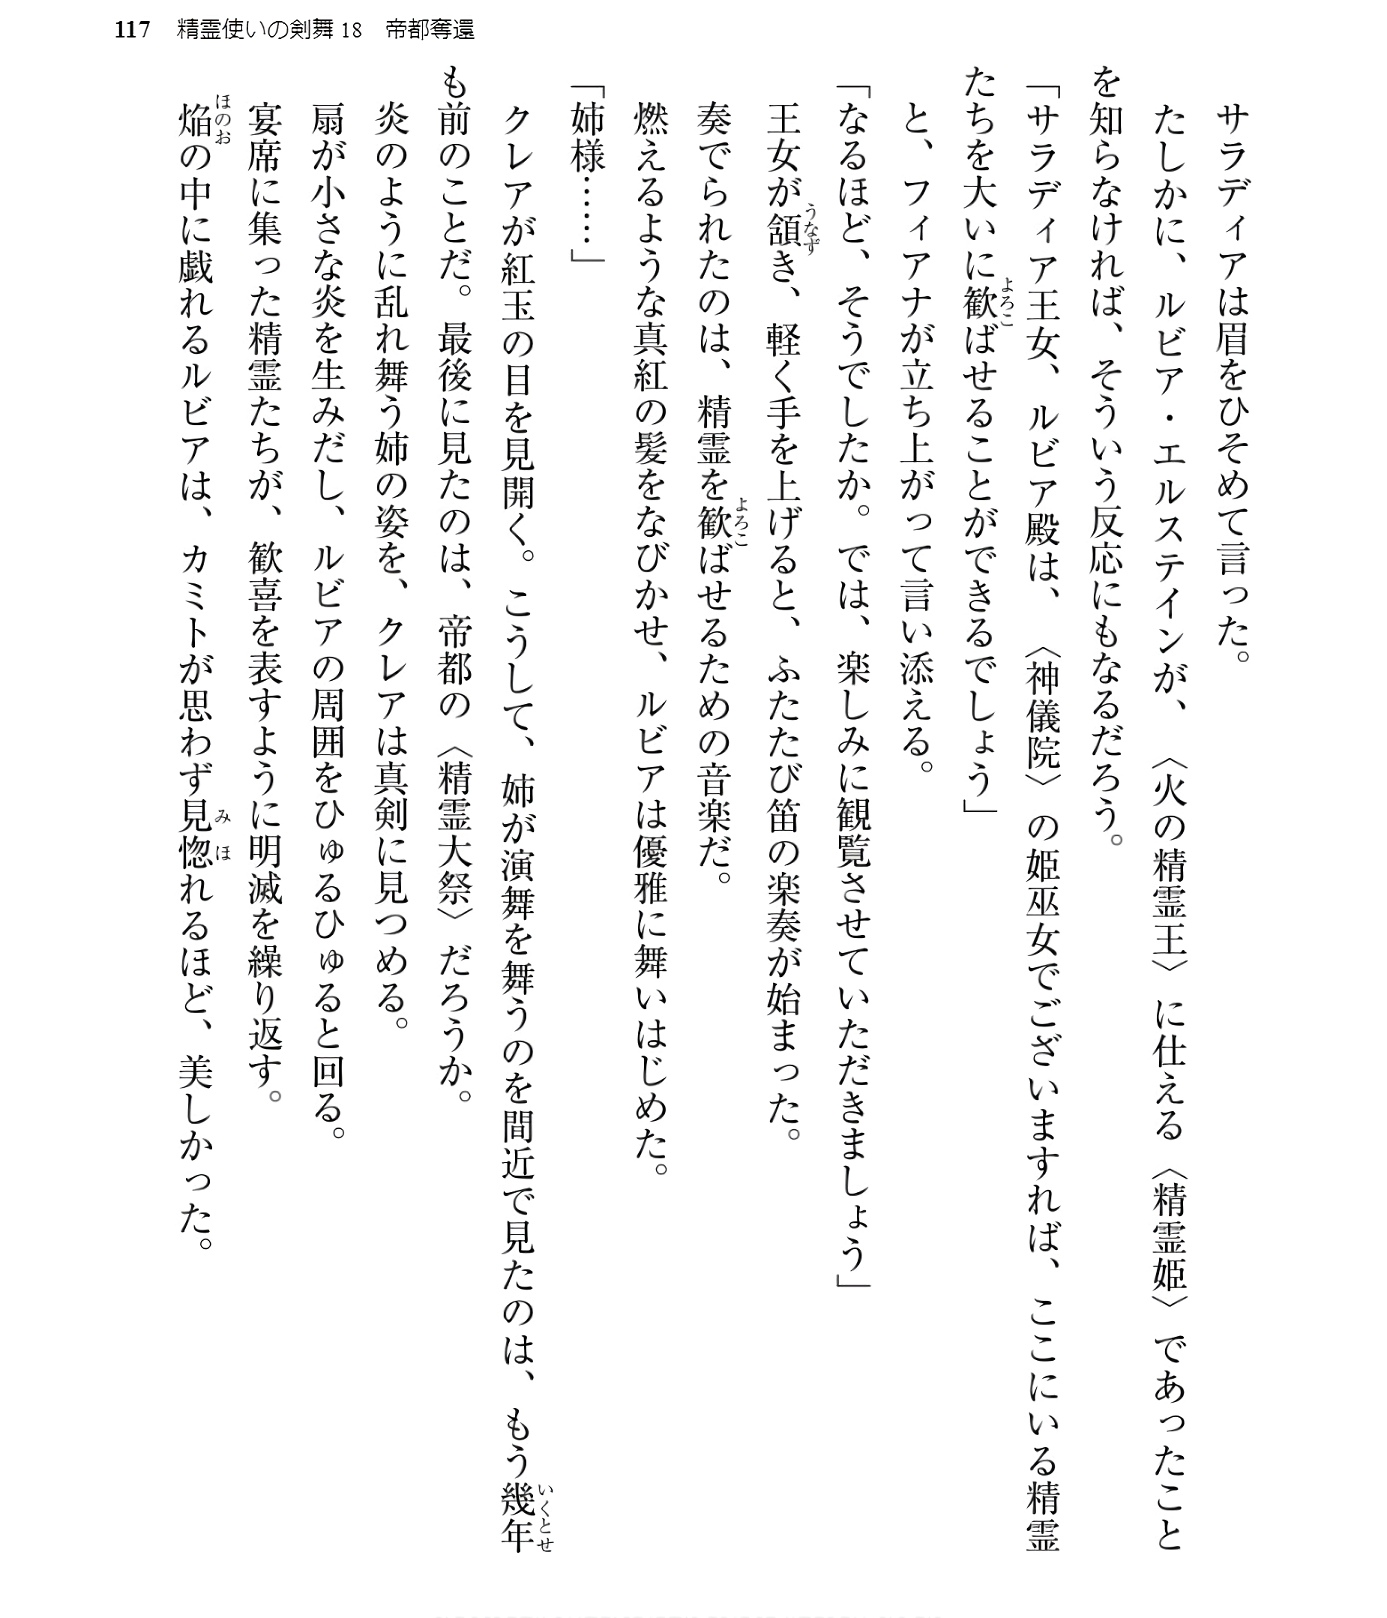 117 精霊使いの剣舞18 帝都奪還
サラディアは眉をひそめて言った。
たしかに、ルビア・エルステインが、〈火の精霊王〉に仕える〈精霊姫〉であったこと
を知らなければ、そういう反応にもなるだろう。
「サラディア王女、ルビア殿は、〈神儀院〉の姫巫女でございますれば、ここにいる精霊
たちを大いに歓ばせることができるでしょう」
と、フィアナが立ち上がって言い添える。
「なるほど、そうでしたか。では、楽しみに観覧させていただきましょう」
王女が頷き、軽く手を上げると、ふたたび笛の楽奏が始まった。
奏でられたのは、精霊を歓ばせるための音楽だ。
燃えるような真紅の髪をなびかせ、ルビアは優雅に舞いはじめた。
「姉様……」
クレアが紅玉の目を見開く。こうして、姉が演舞を舞うのを間近で見たのは、もう幾年
も前のことだ。最後に見たのは、帝都の〈精霊大祭〉だろうか。
炎のように乱れ舞う姉の姿を、クレアは真剣に見つめる。
扇が小さな炎を生みだし、ルビアの周囲をひゅるひゅると回る。
宴席に集った精霊たちが、歓喜を表すように明滅を繰り返す。
焔の中に戯れるルビアは、カミトが思わず見惚れるほど、美しかった。